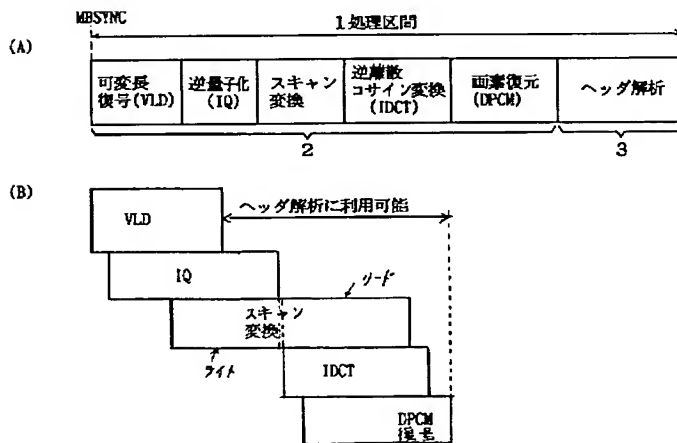 MBSYNC
1処理区間
(A)
可変長
復号(VLD)
逆量子化
(IQ)
スキャン
変換
逆離散
コサイン変換
(IDCT)
画素復元
(DPCM)
ヘッダ解析
2
3
(B)
VLD
ヘッダ解析に利用可能
IQ
リード
スキャン
変換
ライト
IDCT
DPCM
復号